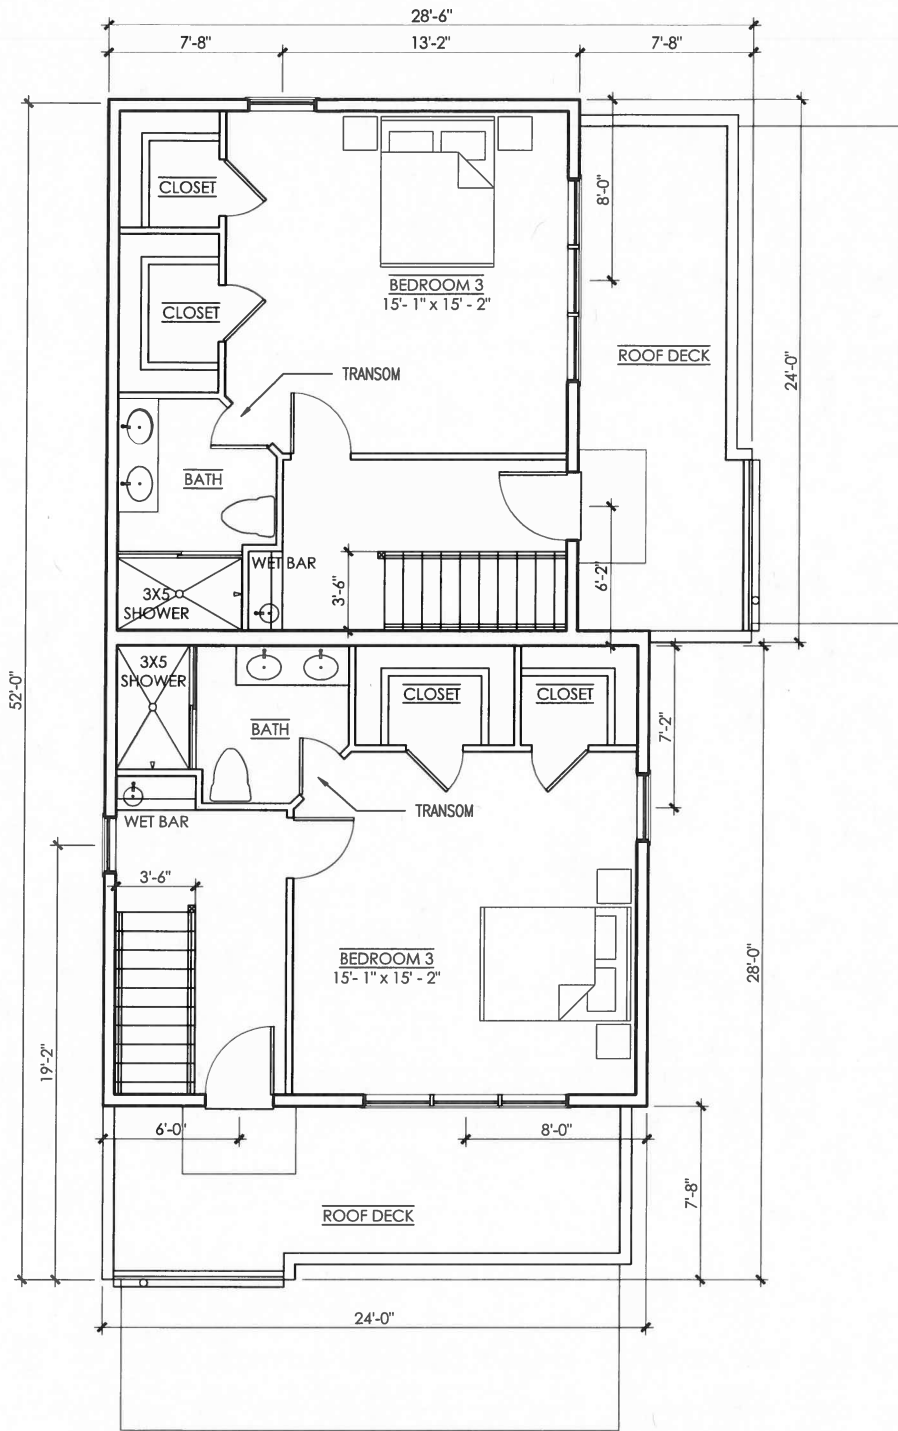 28'-6"
7'-8"
13'-2"
7'-8"
CLOSET
8'-0"
BEDROOM 3
15'- 1" x 15' - 2"
CLOSET
ROOF DECK
TRANSOM
24'-0"
BATH
WET BAR
3'-6"
6'-2"
3X5
SHOWER
52'-0"
3X5
SHOWER
CLOSET
CLOSET
BATH
7'-2"
TRANSOM
WET BAR
3'-6"
BEDROOM 3
15'- 1" x 15' - 2"
28'-0"
19'-2"
6'-0"
8'-0"
7'-8"
ROOF DECK
24'-0"